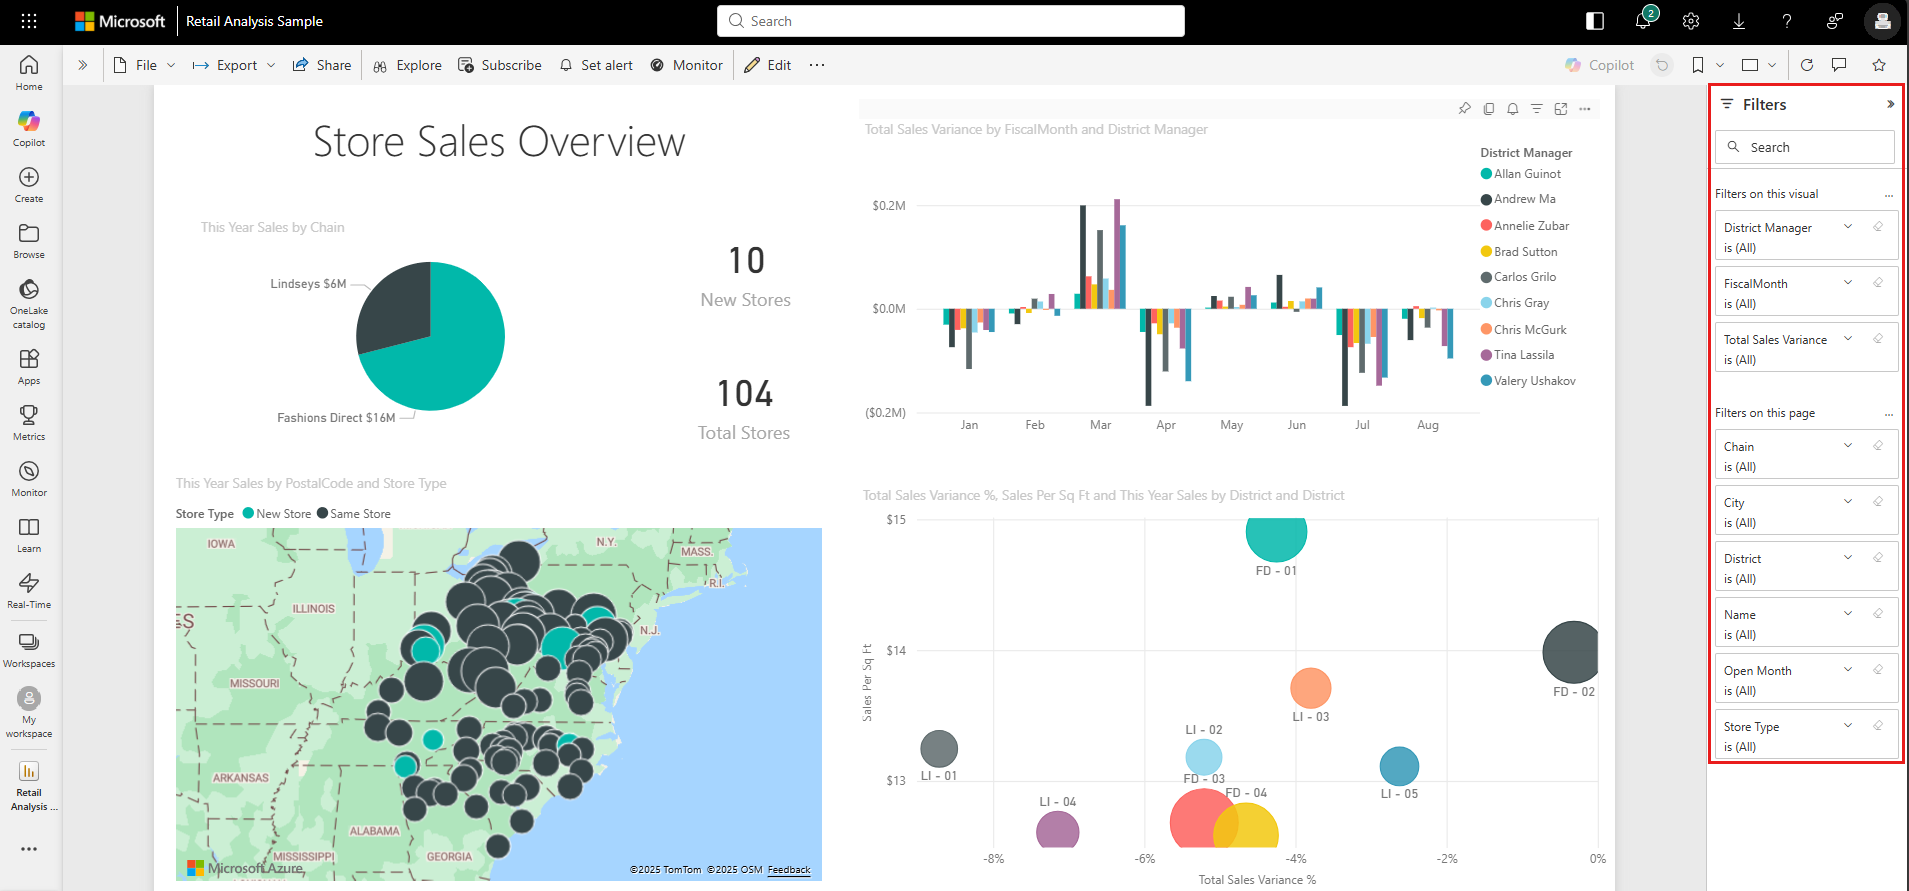 Microsoft
Retail Analysis Sample
Search
2
File
Export
Share
Explore
Subscribe
Set alert
Monitor
Edit
Copilot
Home
Copilot
Create
Browse
OneLake
catalog
Apps
Metrics
Monitor
Learn
Real-Time
Workspaces
My
workspace
Retail
Analysis ...
Store Sales Overview
This Year Sales by Chain
Lindseys $6M
Fashions Direct $16M
10
New Stores
104
Total Stores
Total Sales Variance by FiscalMonth and District Manager
District Manager
Allan Guinot
Andrew Ma
Annelie Zubar
Brad Sutton
Carlos Grilo
Chris Gray
Chris McGurk
Tina Lassila
Valery Ushakov
$0.2M
$0.0M
($0.2M)
Jan
Feb
Mar
Apr
May
Jun
Jul
Aug
This Year Sales by PostalCode and Store Type
Store Type
New Store
Same Store
IOWA
N.Y.
MASS.
R.I.
ILLINOIS
ES
N.J.
MISSOURI
ARKANSAS
ALABAMA
MISSISSIPPI
GEORGIA
Microsoft Azure
©2025 TomTom ©2025 OSM Feedback
Total Sales Variance %, Sales Per Sq Ft and This Year Sales by District and District
Sales Per Sq Ft
$15
$14
$13
FD - 01
FD - 02
LI - 03
LI - 02
LI - 01
FD - 03
LI - 05
FD - 04
LI - 04
-8%
-6%
-4%
-2%
0%
Total Sales Variance %
Filters
Search
Filters on this visual
...
District Manager
is (All)
FiscalMonth
is (All)
Total Sales Variance
is (All)
Filters on this page
...
Chain
is (All)
City
is (All)
District
is (All)
Name
is (All)
Open Month
is (All)
Store Type
is (All)